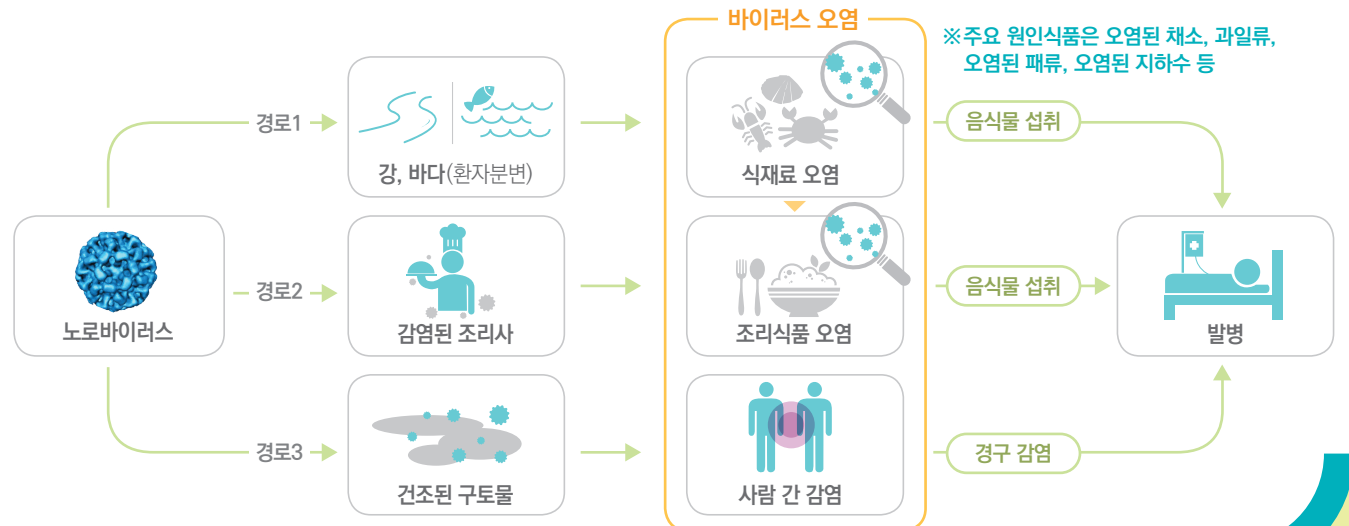 바이러스 오염
※주요 원인식품은 오염된 채소, 과일류,
오염된 패류, 오염된 지하수 등
경로1
강, 바다(환자분변)
식재료 오염
음식물 섭취
노로바이러스
경로2
감염된 조리사
조리식품 오염
음식물 섭취
발병
경로3
건조된 구토물
사람 간 감염
경구 감염